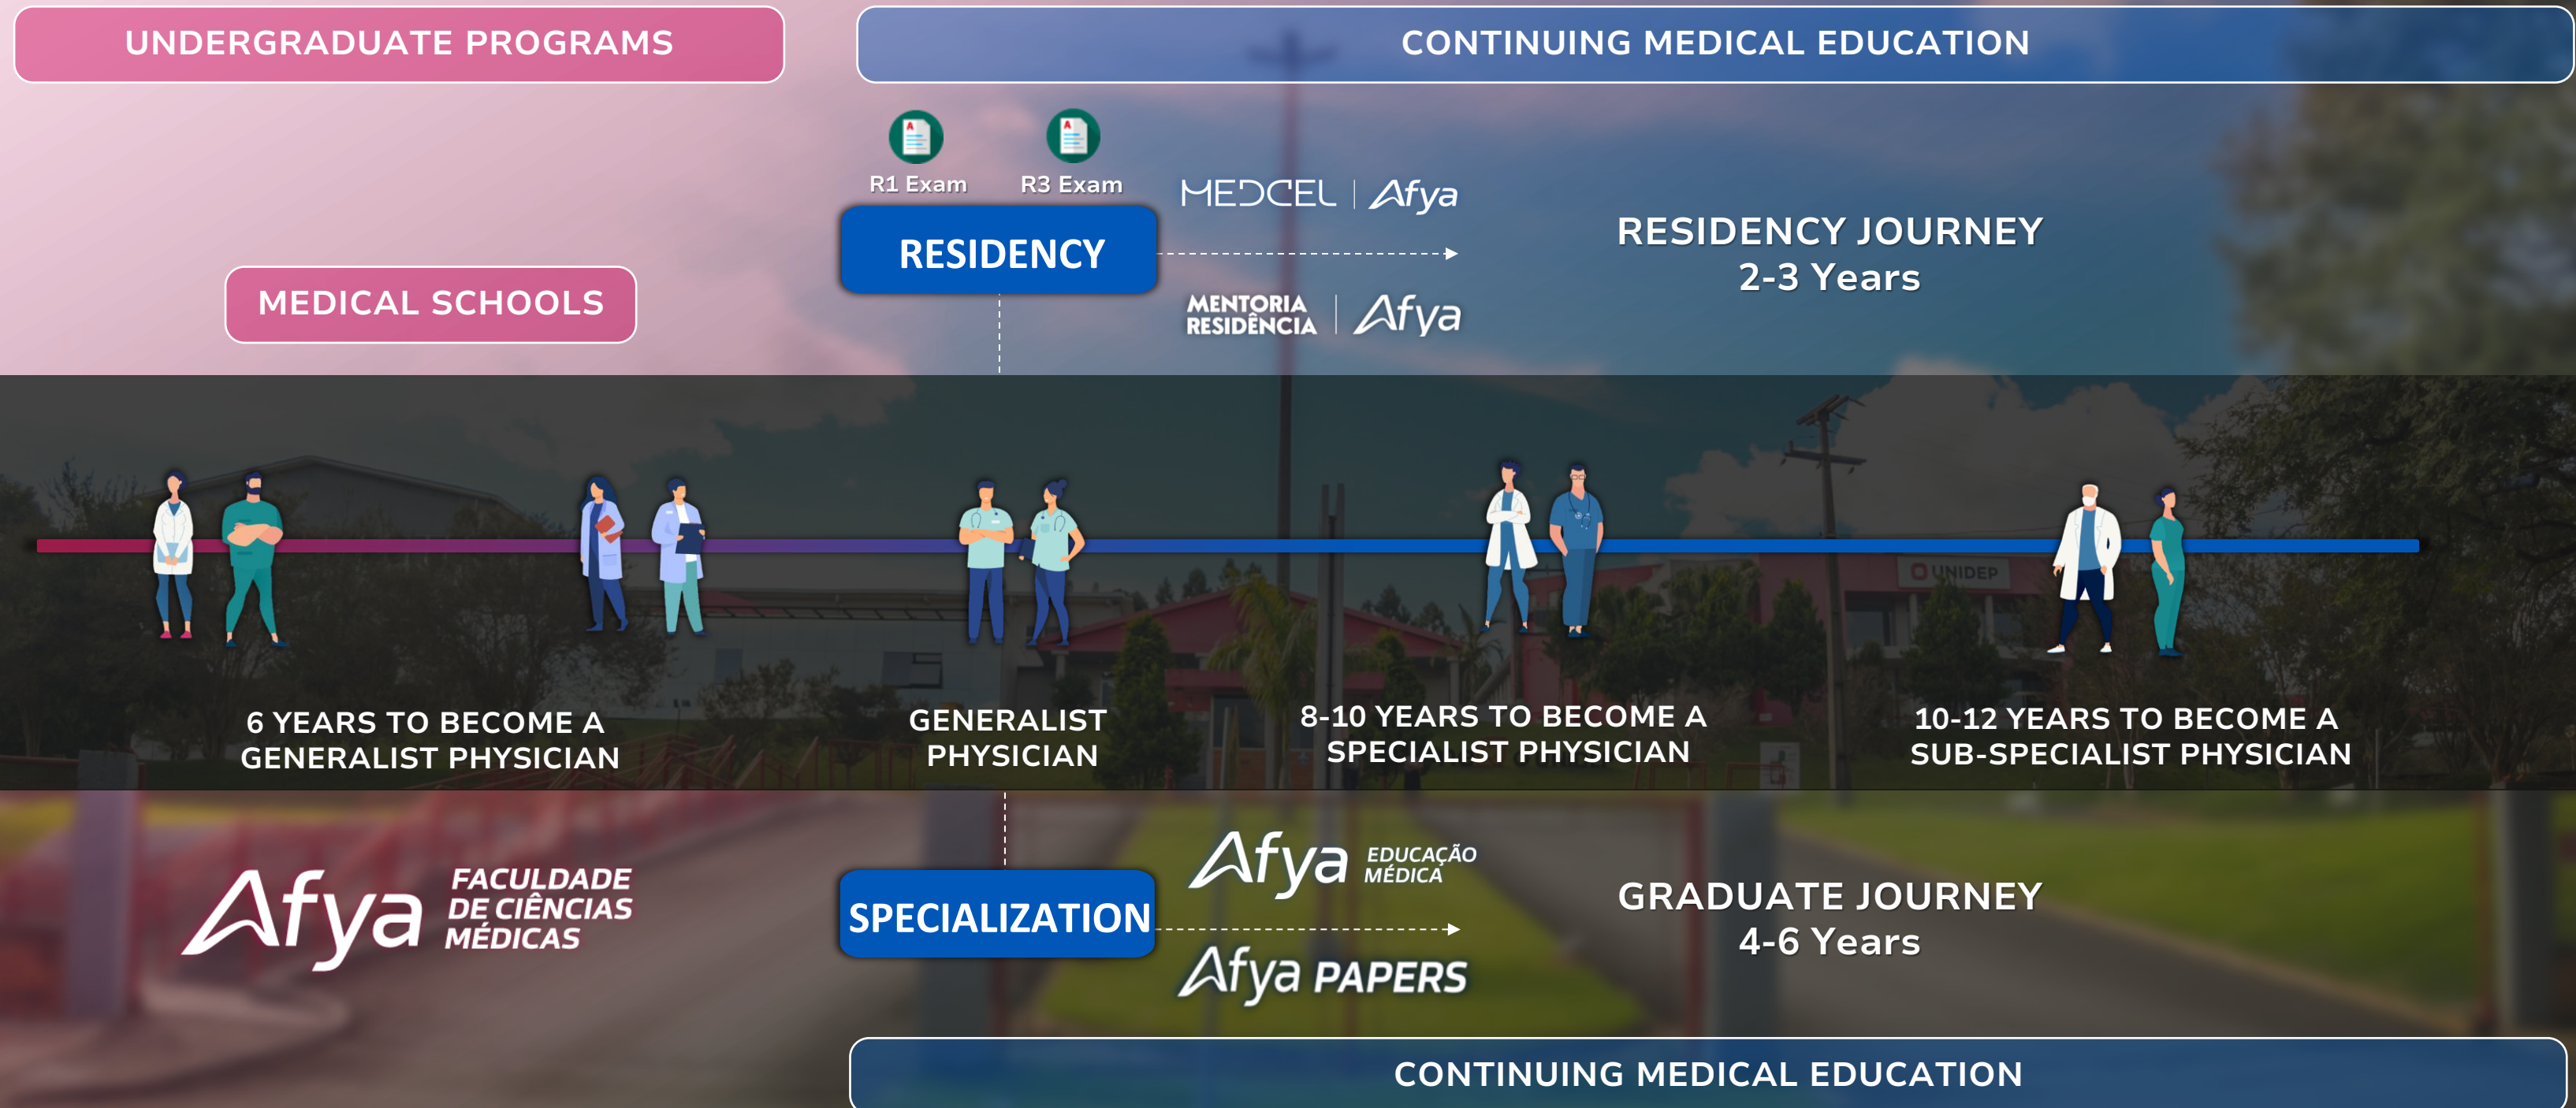 UNDERGRADUATE PROGRAMS
CONTINUING MEDICAL EDUCATION
R1 Exam
R3 Exam
MEDCEL | Afya
RESIDENCY
RESIDENCY JOURNEY
2-3 Years
MEDICAL SCHOOLS
MENTORIA
RESIDÊNCIA | Afya
UNIDEP
6 YEARS TO BECOME A
GENERALIST PHYSICIAN
GENERALIST
PHYSICIAN
8-10 YEARS TO BECOME A
SPECIALIST PHYSICIAN
10-12 YEARS TO BECOME A
SUB-SPECIALIST PHYSICIAN
Afya
FACULDADE
DE CIÊNCIAS
MÉDICAS
SPECIALIZATION
Afya
EDUCAÇÃO
MÉDICA
Afya PAPERS
GRADUATE JOURNEY
4-6 Years
CONTINUING MEDICAL EDUCATION